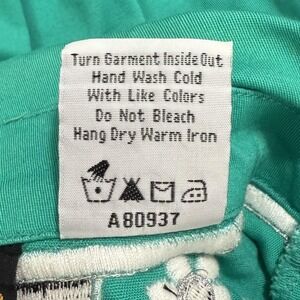 Turn Garment Inside Out
Hand Wash Cold
With Like Colors
Do Not Bleach
Hang Dry Warm Iron
A80937